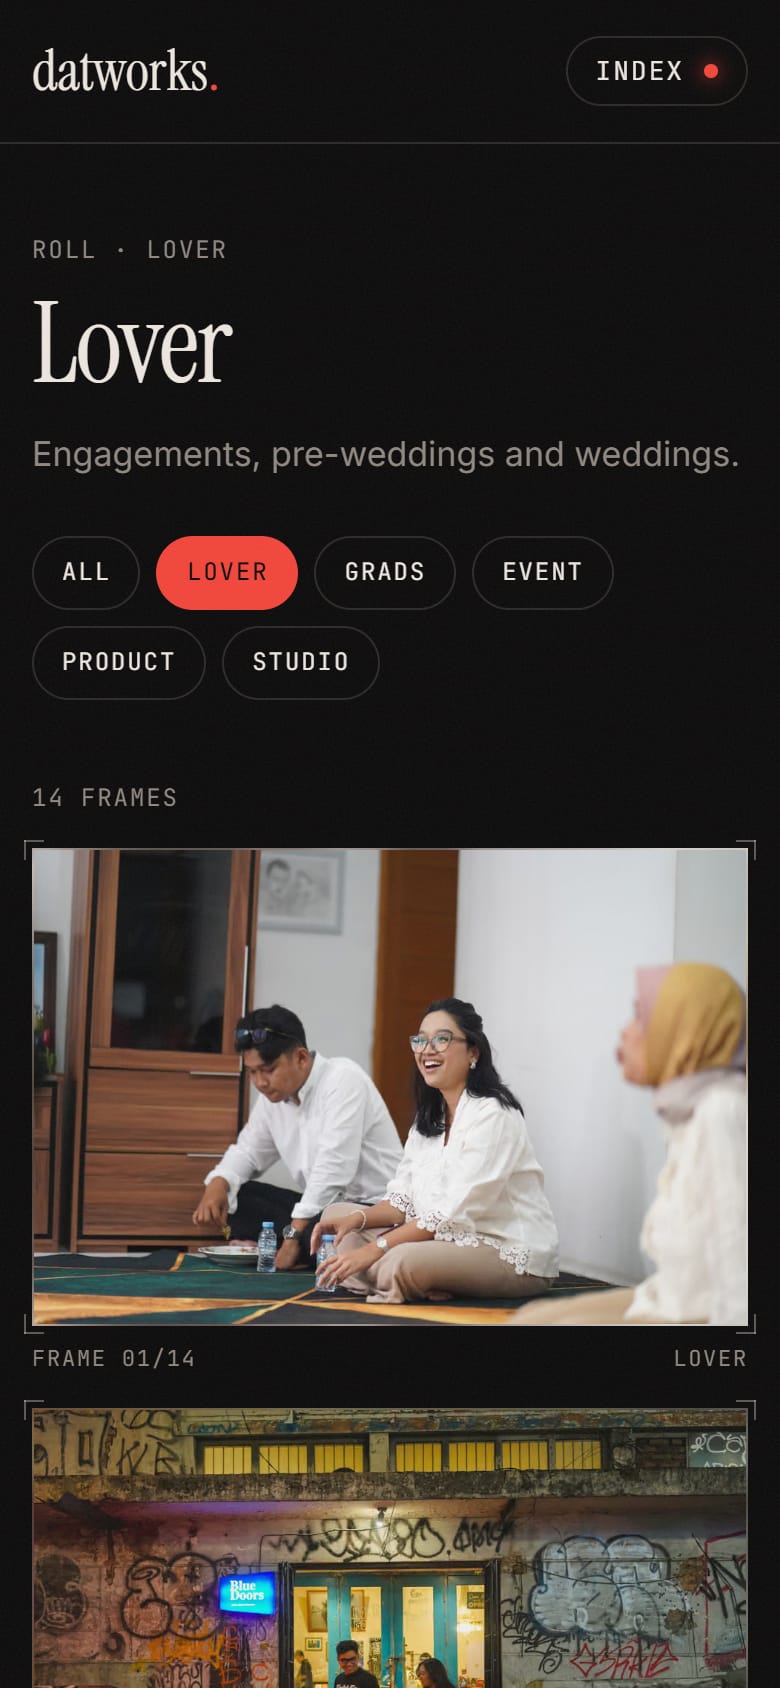 datworks.
INDEX
ROLL · LOVER
Lover
Engagements, pre-weddings and weddings.
ALL
LOVER
GRADS
EVENT
PRODUCT
STUDIO
14 FRAMES
FRAME 01/14
LOVER
Blue
Doors